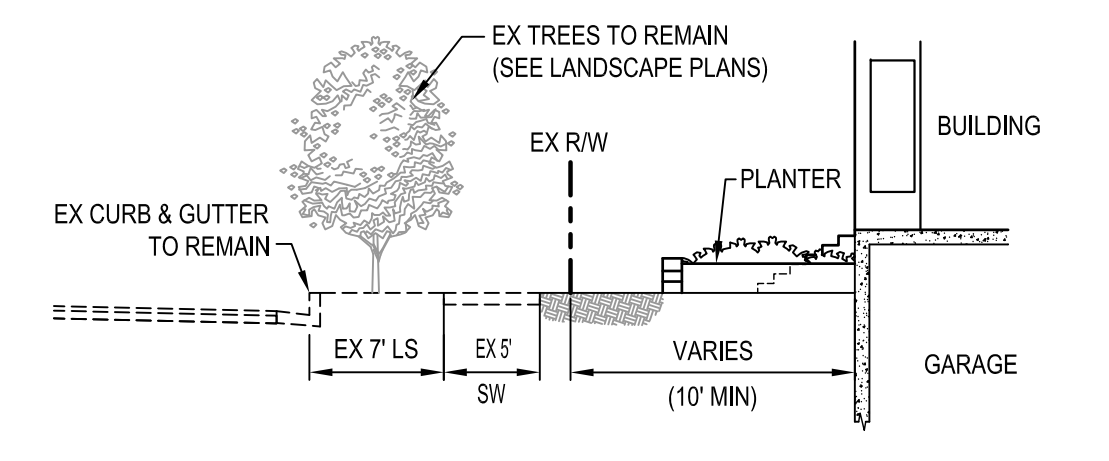 EX TREES TO REMAIN
(SEE LANDSCAPE PLANS)
BUILDING
EX R/W
PLANTER
EX CURB & GUTTER
TO REMAIN
EX 7' LS
EX 5'
SW
VARIES
(10' MIN)
GARAGE